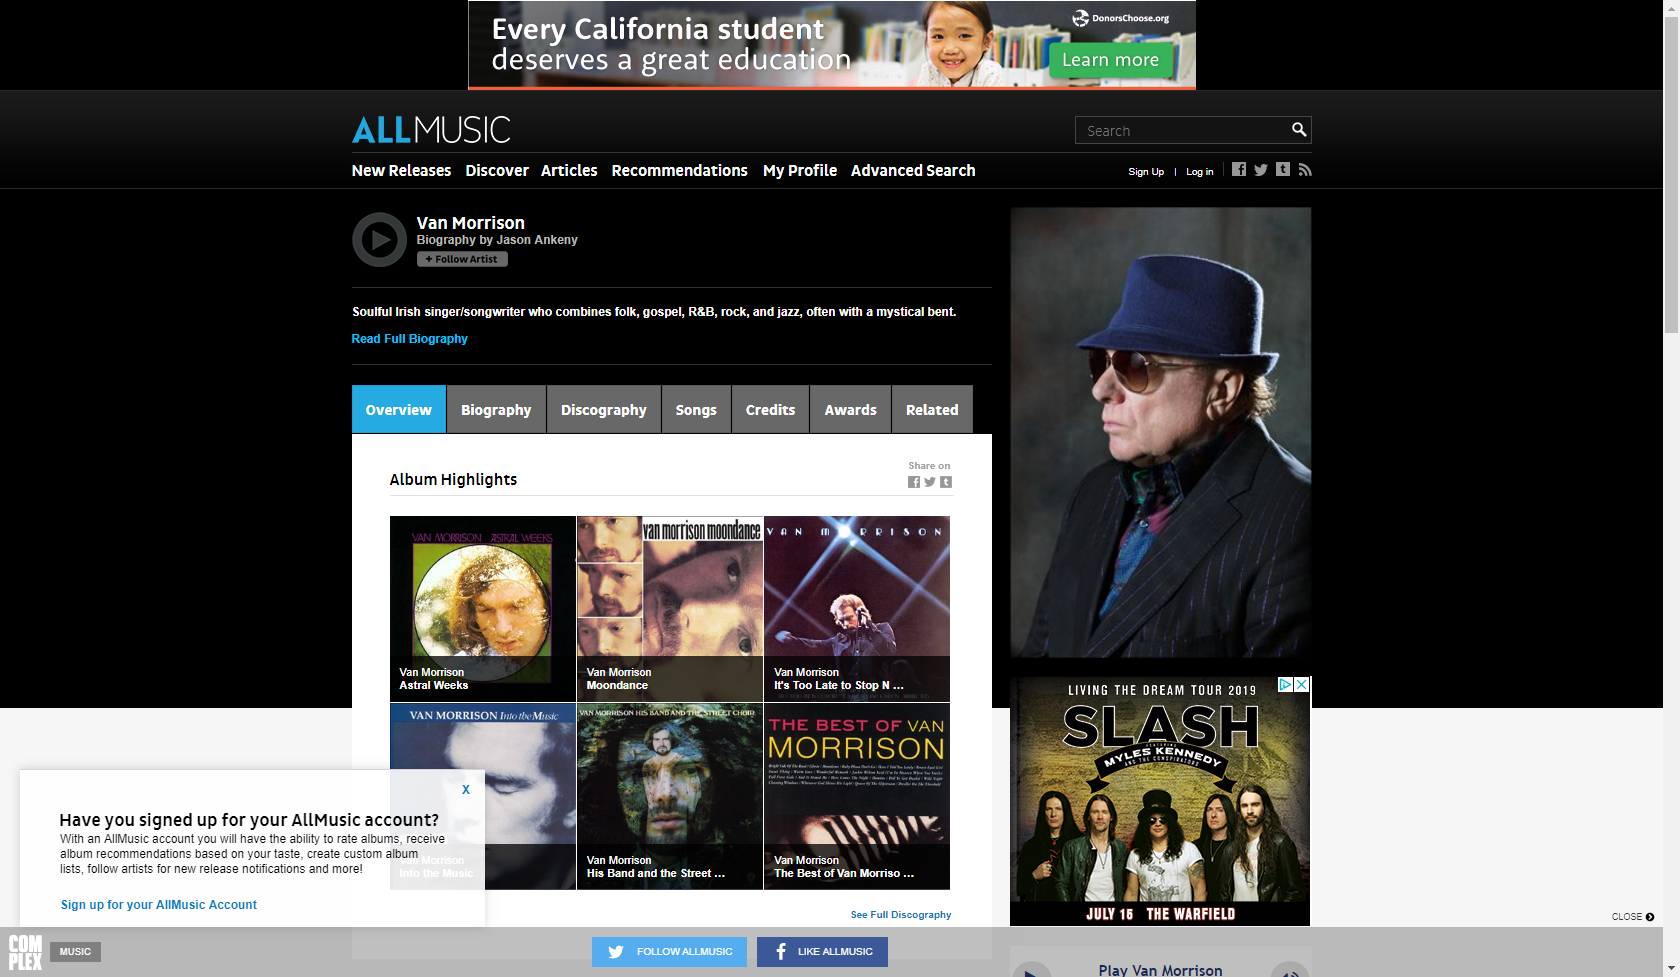 Every California student
deserves a great education
DonorsChoose.org
Learn more
ALLMUSIC
Search
New Releases Discover Articles Recommendations My Profile Advanced Search
Sign Up | Log in
Van Morrison
Biography by Jason Ankeny
+ Follow Artist
Soulful Irish singer/songwriter who combines folk, gospel, R&B, rock, and jazz, often with a mystical bent.
Read Full Biography
Overview Biography Discography Songs Credits Awards Related
Album Highlights
Share on
VAN MORRISON ASTRAL WEEKS
Van Morrison
Astral Weeks
van morrison moondance
Van Morrison
Moondance
VAN MORRISON
Van Morrison
It's Too Late to Stop N ...
VAN MORRISON Into the Music
Van Morrison
Into the Music
VAN MORRISON HIS BAND AND THE STREET CHOIR
Van Morrison
His Band and the Street ...
THE BEST OF VAN
MORRISON
Van Morrison
The Best of Van Morriso ...
See Full Discography
LIVING THE DREAM TOUR 2019
SLASH
FEATURING
MYLES KENNEDY
AND THE CONSPIRATORS
JULY 16 THE WARFIELD
X
Have you signed up for your AllMusic account?
With an AllMusic account you will have the ability to rate albums, receive
album recommendations based on your taste, create custom album
lists, follow artists for new release notifications and more!
Sign up for your AllMusic Account
CLOSE
COMPLEX
MUSIC
FOLLOW ALLMUSIC
LIKE ALLMUSIC
Play Van Morrison